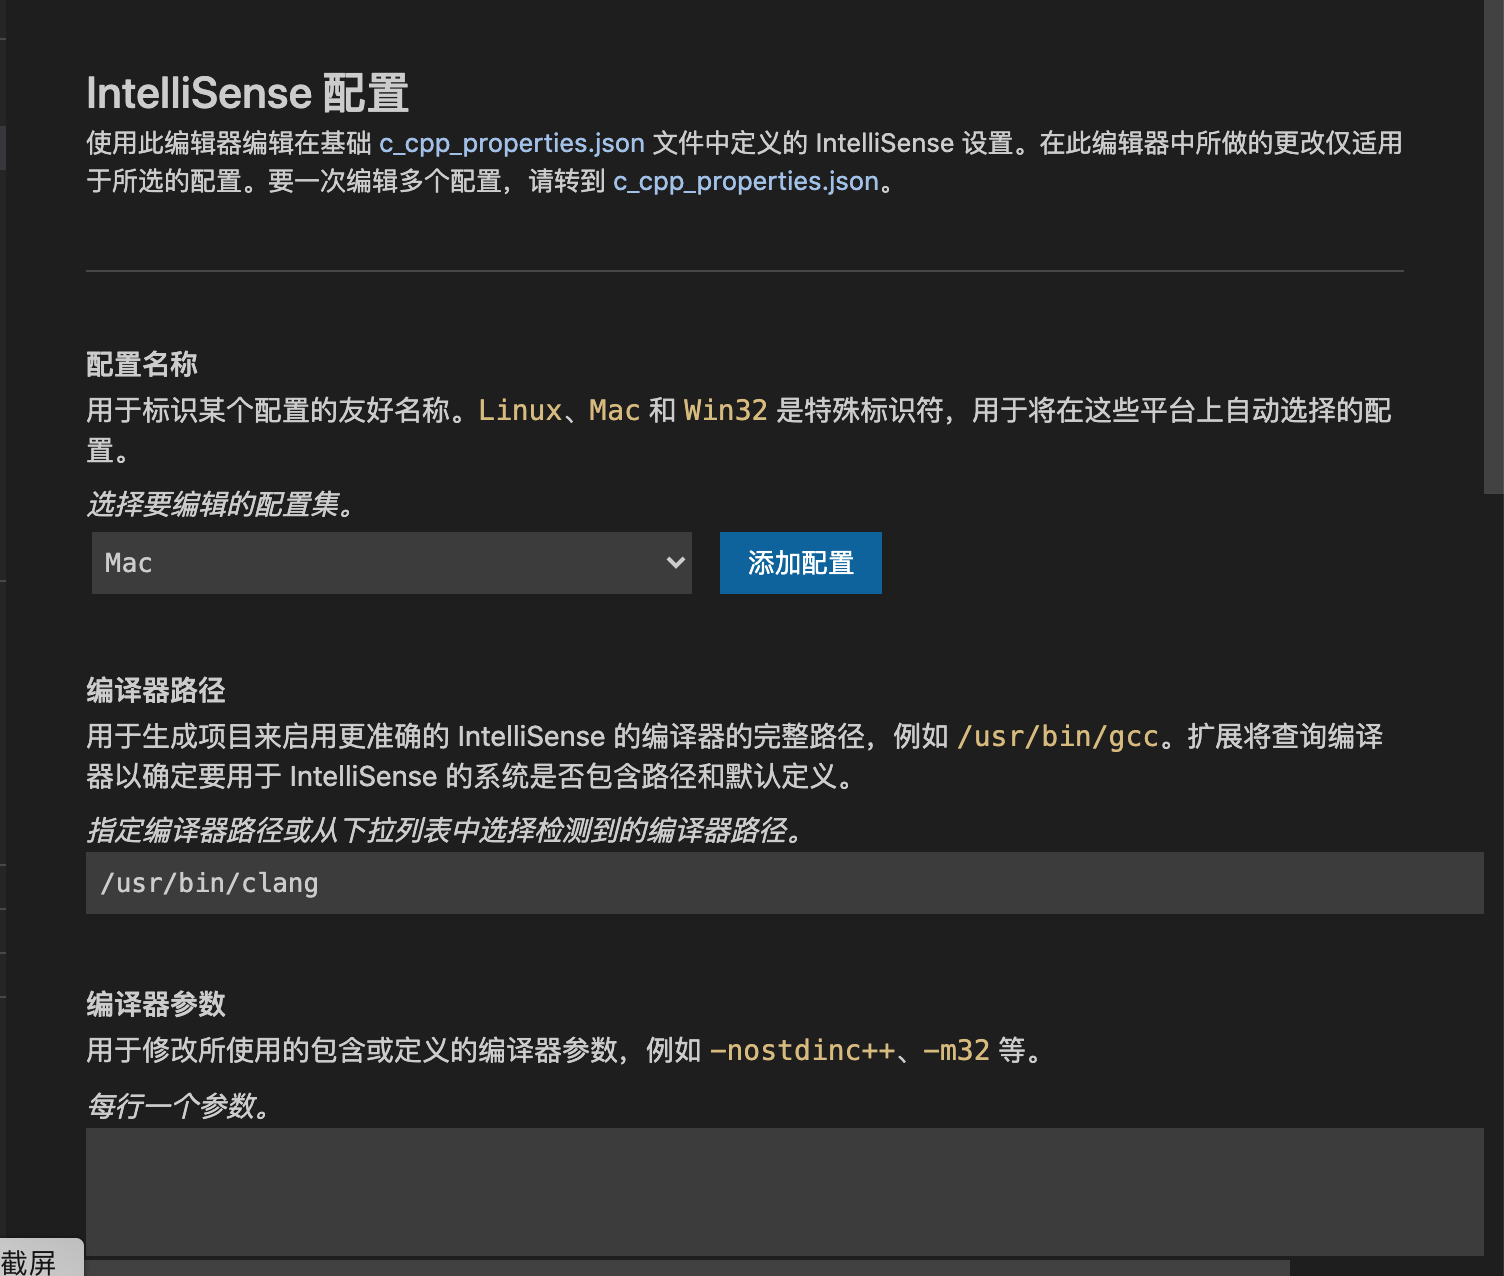 IntelliSense 配置
使用此编辑器编辑在基础 c_cpp_properties.json 文件中定义的 IntelliSense 设置。在此编辑器中所做的更改仅适用
于所选的配置。要一次编辑多个配置，请转到 c_cpp_properties.json。
配置名称
用于标识某个配置的友好名称。Linux、Mac 和 Win32 是特殊标识符，用于将在这些平台上自动选择的配
置。
选择要编辑的配置集。
Mac 添加配置
编译器路径
用于生成项目来启用更准确的 IntelliSense 的编译器的完整路径，例如 /usr/bin/gcc。扩展将查询编译
器以确定要用于 IntelliSense 的系统是否包含路径和默认定义。
指定编译器路径或从下拉列表中选择检测到的编译器路径。
/usr/bin/clang
编译器参数
用于修改所使用的包含或定义的编译器参数，例如 -nostdinc++、-m32 等。
每行一个参数。
截屏